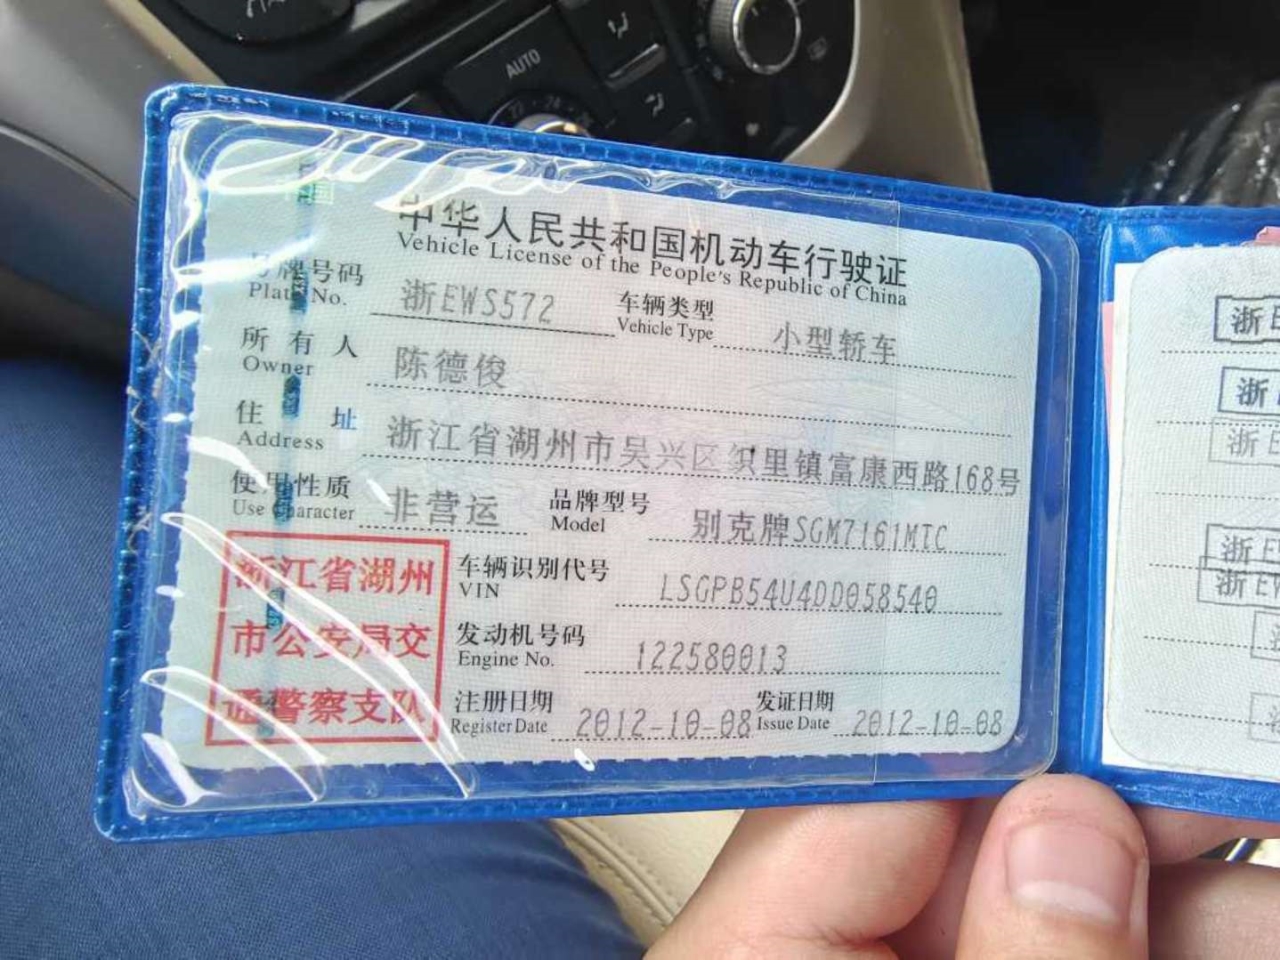 AUTO
中华人民共和国机动车行驶证
Vehicle License of the People's Republic of China
号牌号码 浙EWS572 车辆类型 小型轿车
Plate No. Vehicle Type
所有人 陈德俊
Owner
住址 浙江省湖州市吴兴区织里镇富康西路168号
Address
使用性质 非营运 品牌型号 别克牌SGM7161MTC
Use Character Model
浙江省湖州
市公安局交
通警察支队
车辆识别代号 LSGPB54U4DD058540
VIN
发动机号码 122580013
Engine No.
注册日期 2012-10-08 发证日期 2012-10-08
Register Date Issue Date
浙E
浙
浙E
浙E
浙EW